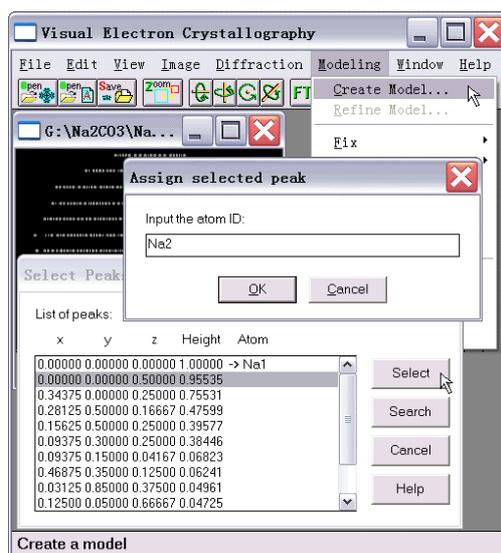 Visual Electron Crystallography
File Edit View Image Diffraction Modeling Window Help
Open Open Save Zoom FT
Create Model...
Refine Model...
Fix
G:\Na2CO3\Na...
Assign selected peak
Input the atom ID:
Na2
OK Cancel
Select Peak
List of peaks:
x y z Height Atom
0.00000 0.00000 0.00000 1.00000 -> Na1
0.00000 0.00000 0.50000 0.95535
0.34375 0.00000 0.25000 0.75531
0.28125 0.50000 0.16667 0.47599
0.15625 0.50000 0.25000 0.39577
0.09375 0.30000 0.25000 0.38446
0.09375 0.15000 0.04167 0.06823
0.46875 0.35000 0.12500 0.06241
0.03125 0.85000 0.37500 0.04961
0.12500 0.05000 0.66667 0.04725
Select
Search
Cancel
Help
Create a model